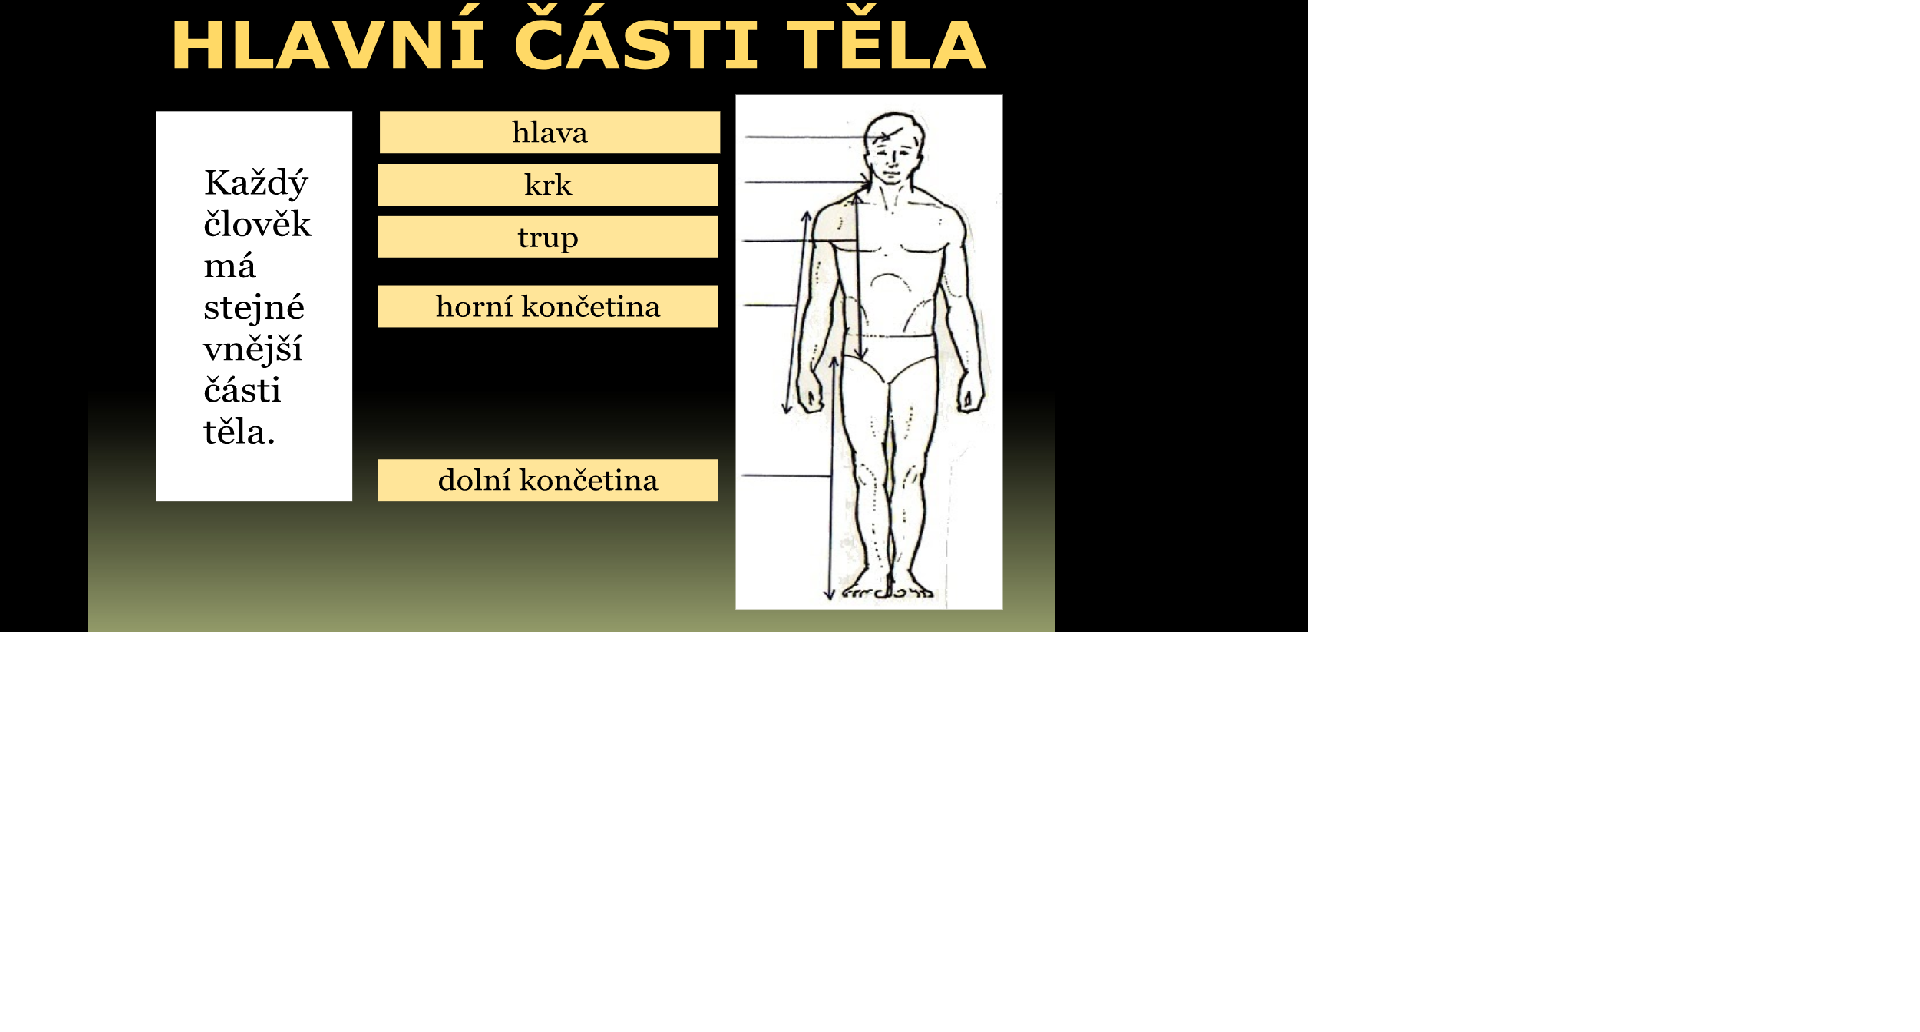 HLAVNÍ ČÁSTI TĚLA
Každý
člověk
má
stejné
vnější
části
těla.
hlava
krk
trup
horní končetina
dolní končetina